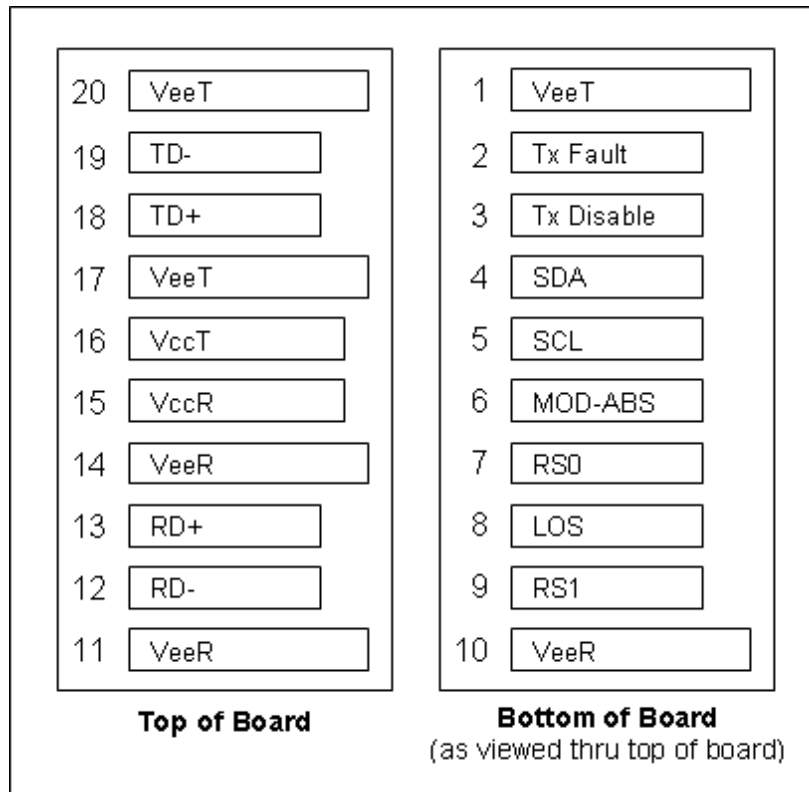 20 VeeT
19 TD-
18 TD+
17 VeeT
16 VccT
15 VccR
14 VeeR
13 RD+
12 RD-
11 VeeR
Top of Board
1 VeeT
2 Tx Fault
3 Tx Disable
4 SDA
5 SCL
6 MOD-ABS
7 RS0
8 LOS
9 RS1
10 VeeR
Bottom of Board
(as viewed thru top of board)